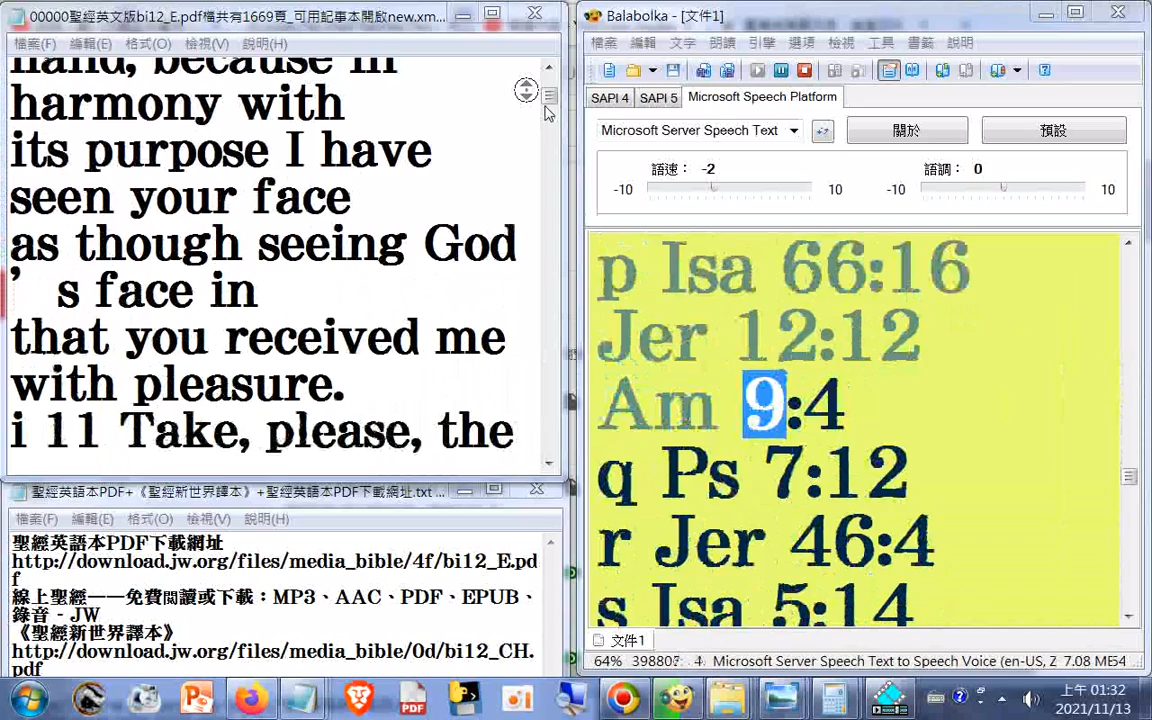 00000聖經英文版bi12_E.pdf檔共有1669頁_可用記事本開啟new.xm...
檔案(F) 編輯(E) 格式(O) 檢視(V) 說明(H)
hand, because in
harmony with
its purpose I have
seen your face
as though seeing God
’ s face in
that you received me
with pleasure.
i 11 Take, please, the
聖經英語本PDF+《聖經新世界譯本》+聖經英語本PDF下載網址.txt ...
檔案(F) 編輯(E) 格式(O) 檢視(V) 說明(H)
聖經英語本PDF下載網址
http://download.jw.org/files/media_bible/4f/bi12_E.pd
f
線上聖經——免費閱讀或下載：MP3、AAC、PDF、EPUB、
錄音 - JW
《聖經新世界譯本》
http://download.jw.org/files/media_bible/0d/bi12_CH.
pdf
Balabolka - [文件1]
檔案 編輯 文字 朗讀 引擎 選項 檢視 工具 書籤 說明
SAPI 4 SAPI 5 Microsoft Speech Platform
Microsoft Server Speech Text 關於 預設
語速： -2 語調： 0
-10 10 -10 10
p Isa 66:16
Jer 12:12
Am 9:4
q Ps 7:12
r Jer 46:4
s Isa 5:14
文件1
64% Microsoft Server Speech Text to Speech Voice (en-US, Z 7.08 ME
PDF
上午 01:32
2021/11/13